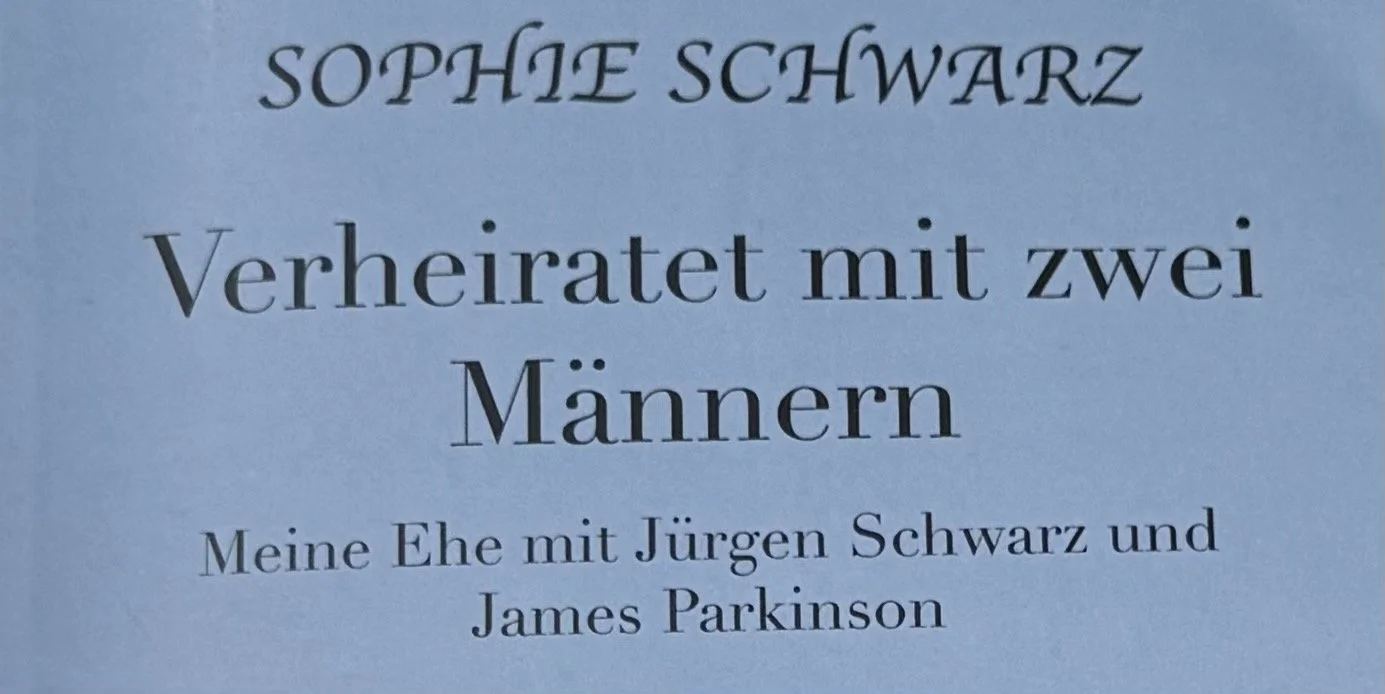 SOPHIE SCHWARZ
Verheiratet mit zwei
Männern
Meine Ehe mit Jürgen Schwarz und
James Parkinson